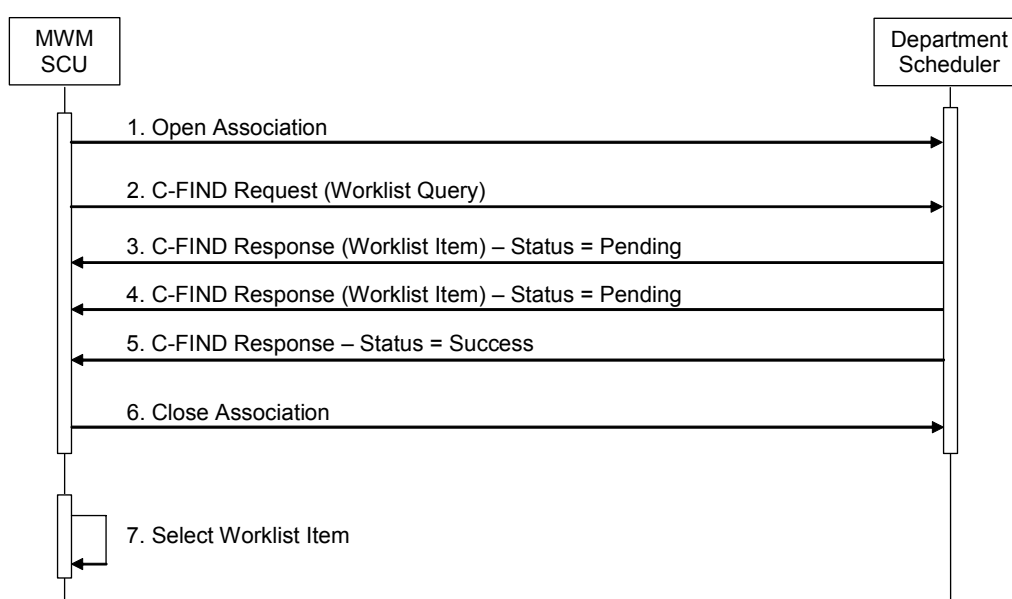 MWM
SCU
Department
Scheduler
1. Open Association
2. C-FIND Request (Worklist Query)
3. C-FIND Response (Worklist Item) – Status = Pending
4. C-FIND Response (Worklist Item) – Status = Pending
5. C-FIND Response – Status = Success
6. Close Association
7. Select Worklist Item